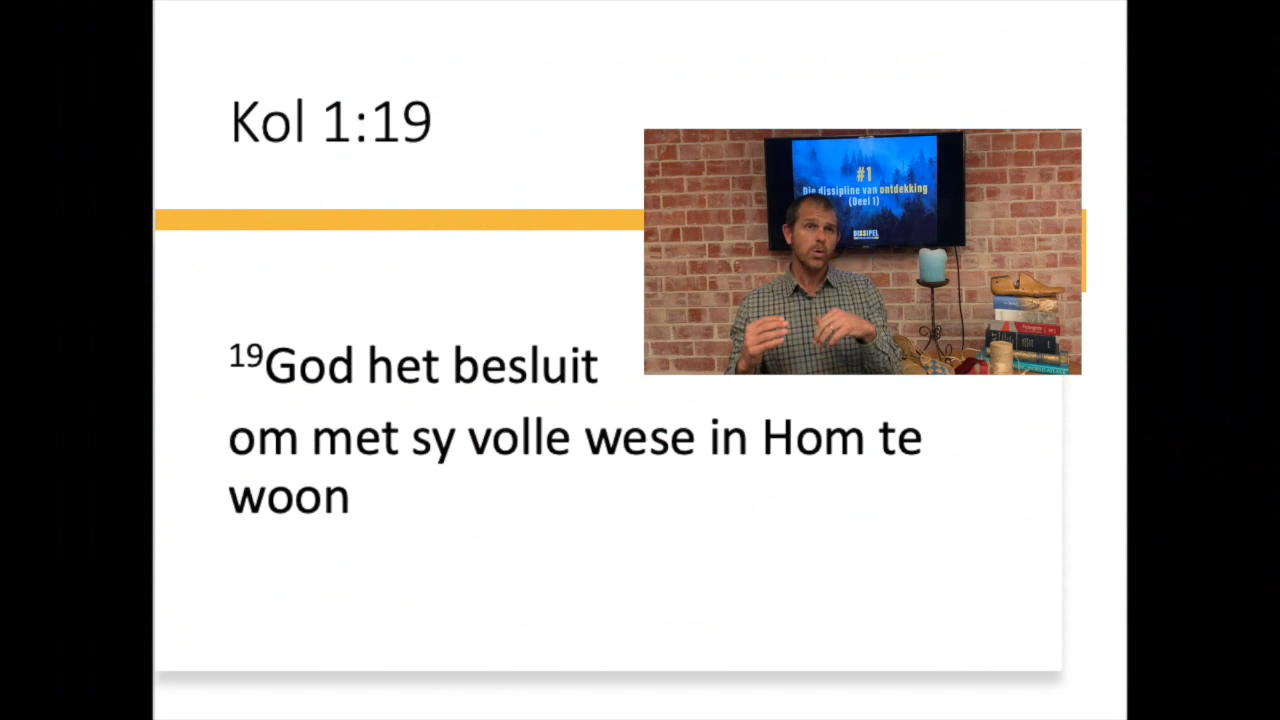 Kol 1:19
#1
Die dissipline van ontdekking
(Deel 1)
DISSIPEL
19God het besluit
om met sy volle wese in Hom te
woon